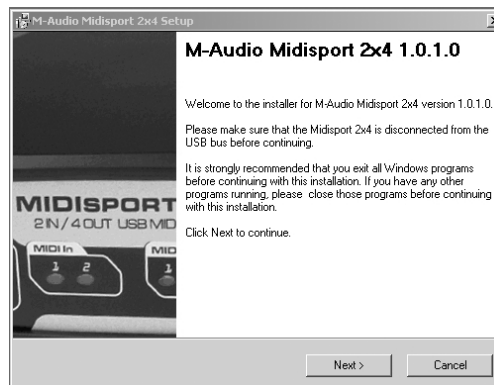 M-Audio Midisport 2x4 Setup
M-Audio Midisport 2x4 1.0.1.0
Welcome to the installer for M-Audio Midisport 2x4 version 1.0.1.0.
Please make sure that the Midisport 2x4 is disconnected from the
USB bus before continuing.
It is strongly recommended that you exit all Windows programs
before continuing with this installation. If you have any other
programs running, please close those programs before continuing
with this installation.
Click Next to continue.
MIDISPORT
2IN/4OUT USB MID
MIDI In
1 2
MID
1
Next >
Cancel